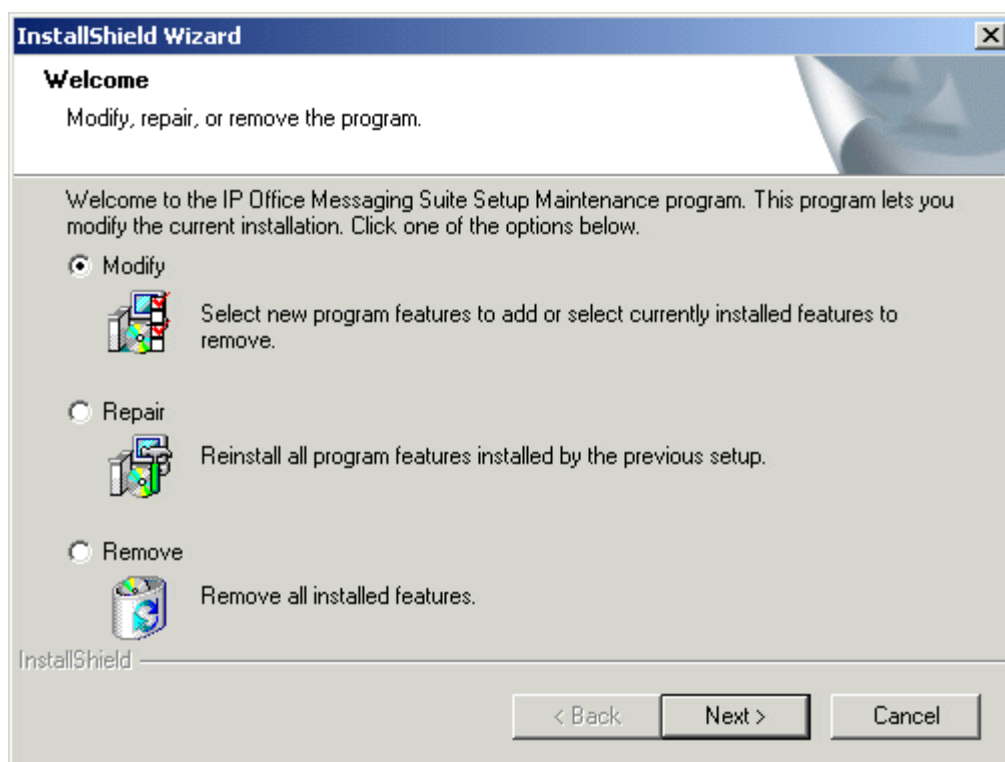 InstallShield Wizard
Welcome
Modify, repair, or remove the program.
Welcome to the IP Office Messaging Suite Setup Maintenance program. This program lets you
modify the current installation. Click one of the options below.
Modify
Select new program features to add or select currently installed features to
remove.
Repair
Reinstall all program features installed by the previous setup.
Remove
Remove all installed features.
InstallShield
< Back
Next >
Cancel